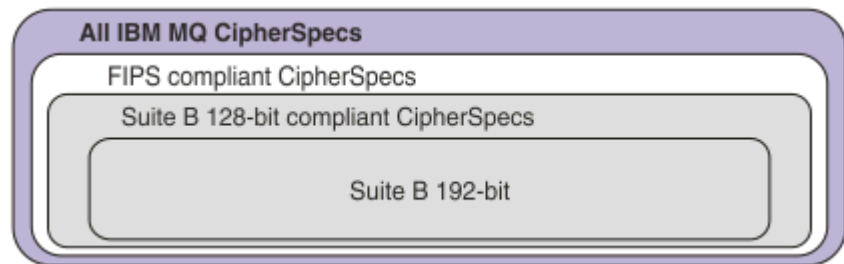 All IBM MQ CipherSpecs
FIPS compliant CipherSpecs
Suite B 128-bit compliant CipherSpecs
Suite B 192-bit